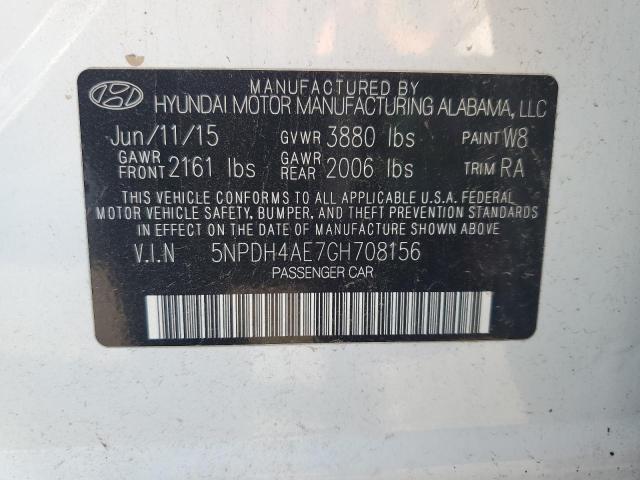 MANUFACTURED BY
HYUNDAI MOTOR MANUFACTURING ALABAMA, LLC
Jun/11/15 GVWR 3880 lbs PAINT W8
GAWR FRONT 2161 lbs GAWR REAR 2006 lbs TRIM RA
THIS VEHICLE CONFORMS TO ALL APPLICABLE U.S.A. FEDERAL
MOTOR VEHICLE SAFETY, BUMPER, AND THEFT PREVENTION STANDARDS
IN EFFECT ON THE DATE OF MANUFACTURE SHOWN ABOVE.
V.I.N 5NPDH4AE7GH708156
PASSENGER CAR